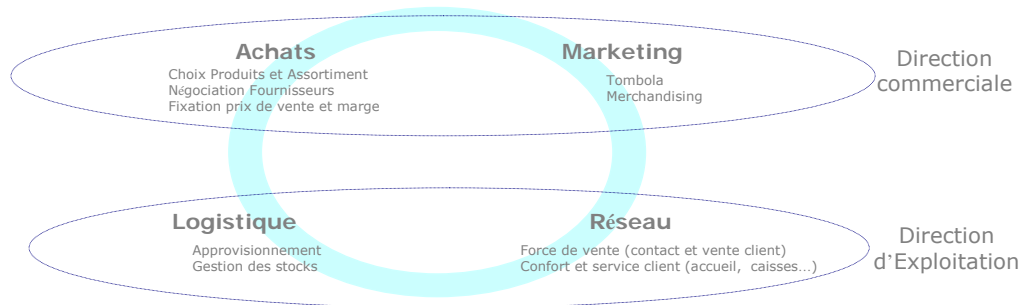 Achats
Choix Produits et Assortiment
Négociation Fournisseurs
Fixation prix de vente et marge
Marketing
Tombola
Merchandising
Direction
commerciale
Logistique
Approvisionnement
Gestion des stocks
Réseau
Force de vente (contact et vente client)
Confort et service client (accueil, caisses…)
Direction
d’Exploitation